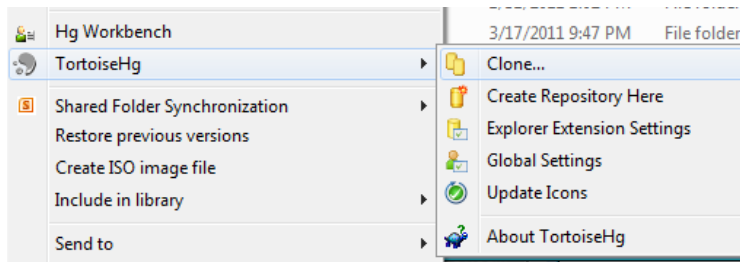 Hg Workbench
3/17/2011 9:47 PM File folder
TortoiseHg
Clone...
Create Repository Here
Shared Folder Synchronization
Explorer Extension Settings
Restore previous versions
Create ISO image file
Global Settings
Include in library
Update Icons
Send to
About TortoiseHg